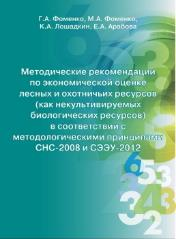 Г.А. Фоменко, М.А. Фоменко,
К.А. Лошадкин, Е.А. Арабова
Методические рекомендации
по экономической оценке
лесных и охотничьих ресурсов
(как некультивируемых
биологических ресурсов)
в соответствии с
методологическими принципами
СНС-2008 и СЭЭУ-2012